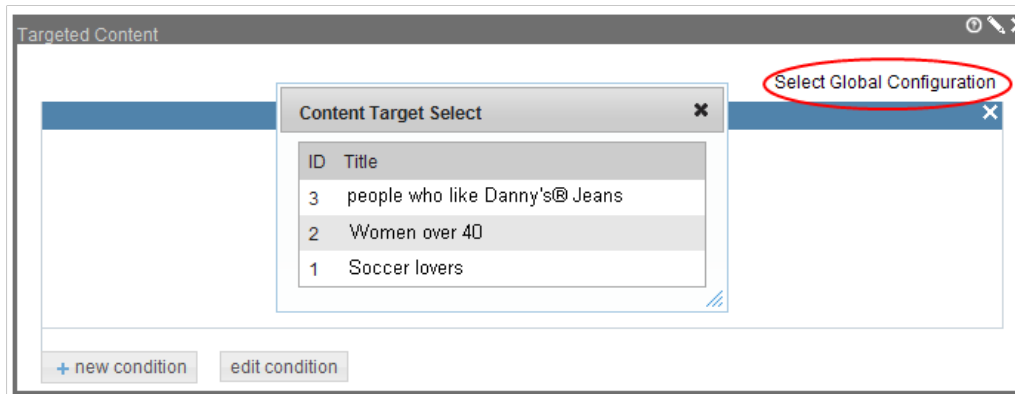 Targeted Content
Select Global Configuration
Content Target Select
ID Title
3 people who like Danny's® Jeans
2 Women over 40
1 Soccer lovers
+ new condition edit condition